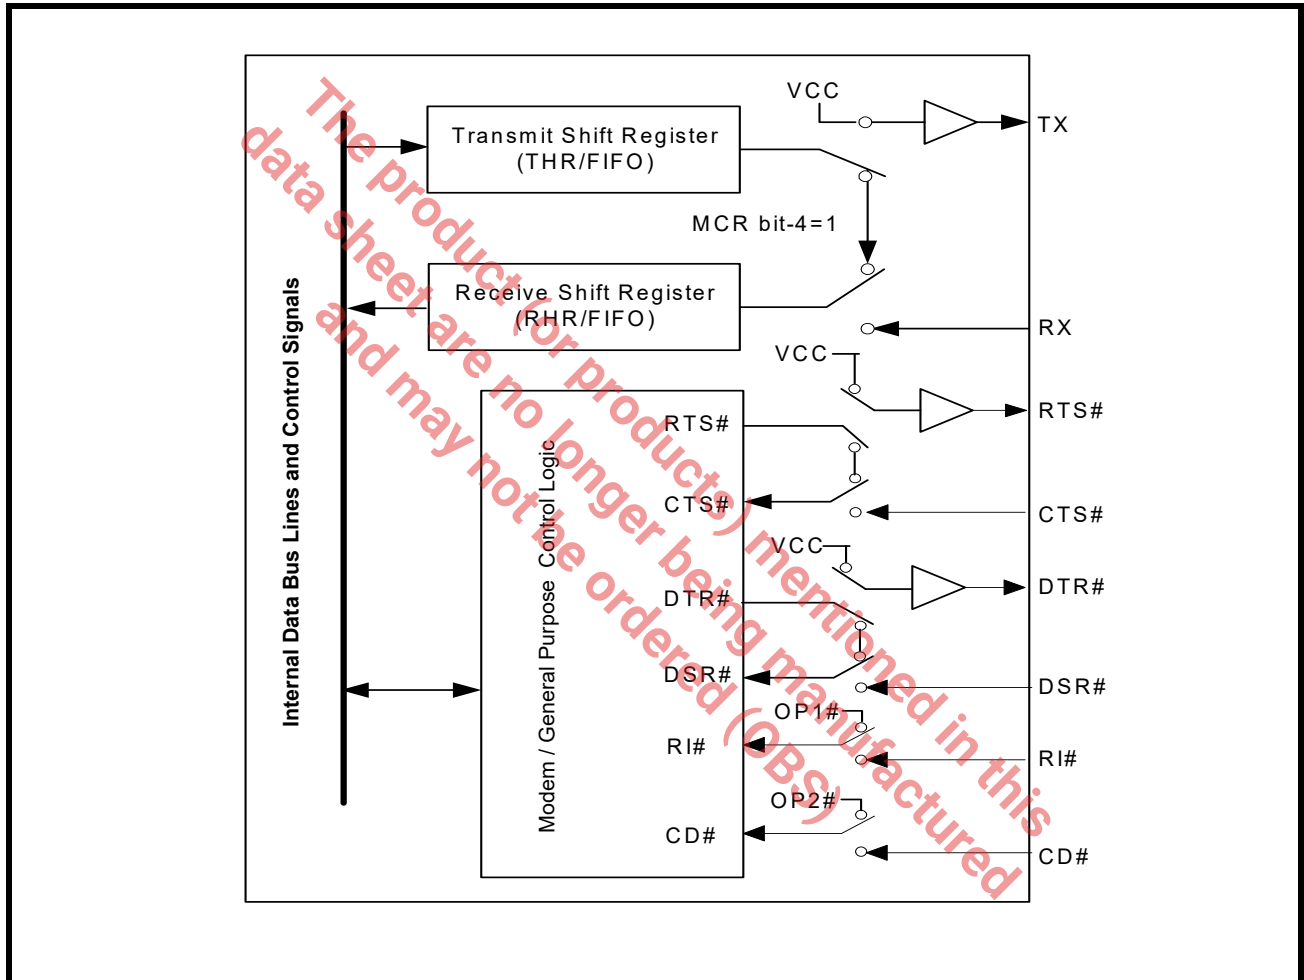 VCC
TX
Transmit Shift Register
(THR/FIFO)
MCR bit-4=1
Receive Shift Register
(RHR/FIFO)
RX
VCC
RTS#
RTS#
CTS#
CTS#
VCC
DTR#
DTR#
DSR#
DSR#
OP1#
RI#
RI#
OP2#
CD#
CD#
Internal Data Bus Lines and Control Signals
Modem / General Purpose Control Logic
The product (or products) mentioned in this
data sheet are no longer being manufactured
and may not be ordered (OBS)